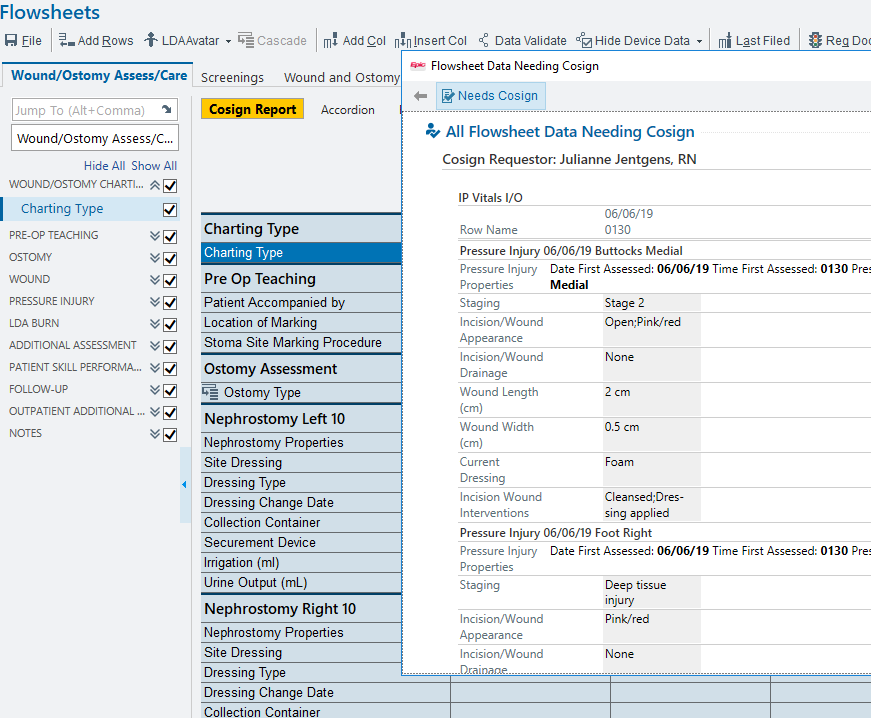 Flowsheets
File Add Rows LDAAvatar Cascade Add Col Insert Col Data Validate Hide Device Data Last Filed Reg Doc
Wound/Ostomy Assess/Care Screenings Wound and Ostomy
Jump To (Alt+Comma)
Wound/Ostomy Assess/C...
Hide All Show All
WOUND/OSTOMY CHARTI...
Charting Type
PRE-OP TEACHING
OSTOMY
WOUND
PRESSURE INJURY
LDA BURN
ADDITIONAL ASSESSMENT
PATIENT SKILL PERFORMA...
FOLLOW-UP
OUTPATIENT ADDITIONAL ...
NOTES
Cosign Report Accordion
Charting Type
Charting Type
Pre Op Teaching
Patient Accompanied by
Location of Marking
Stoma Site Marking Procedure
Ostomy Assessment
Ostomy Type
Nephrostomy Left 10
Nephrostomy Properties
Site Dressing
Dressing Type
Dressing Change Date
Collection Container
Securement Device
Irrigation (ml)
Urine Output (mL)
Nephrostomy Right 10
Nephrostomy Properties
Site Dressing
Dressing Type
Dressing Change Date
Collection Container
Epic Flowsheet Data Needing Cosign
Needs Cosign
All Flowsheet Data Needing Cosign
Cosign Requestor: Julianne Jentgens, RN
IP Vitals I/O
06/06/19
Row Name 0130
Pressure Injury 06/06/19 Buttocks Medial
Pressure Injury Date First Assessed: 06/06/19 Time First Assessed: 0130 Pres
Properties Medial
Staging Stage 2
Incision/Wound Open;Pink/red
Appearance
Incision/Wound None
Drainage
Wound Length 2 cm
(cm)
Wound Width 0.5 cm
(cm)
Current Foam
Dressing
Incision Wound Cleansed;Dres-
Interventions sing applied
Pressure Injury 06/06/19 Foot Right
Pressure Injury Date First Assessed: 06/06/19 Time First Assessed: 0130 Pres
Properties
Staging Deep tissue
injury
Incision/Wound Pink/red
Appearance
Incision/Wound None
Drainage